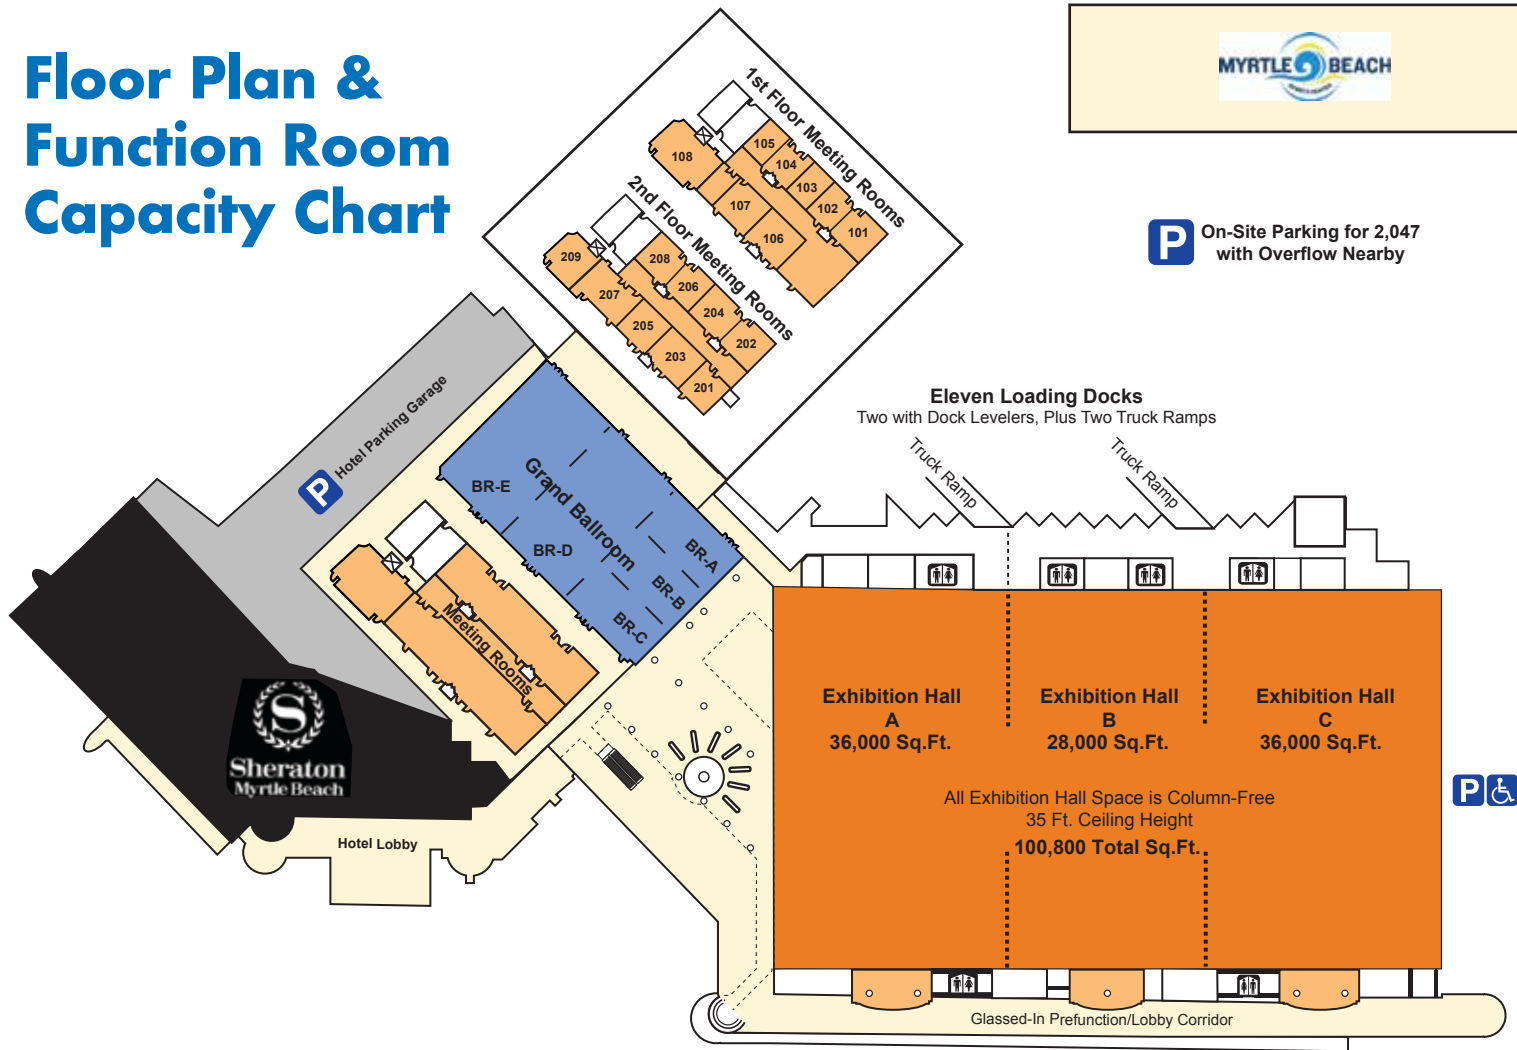 Floor Plan &
Function Room
Capacity Chart
MYRTLE BEACH
P
On-Site Parking for 2,047
with Overflow Nearby
1st Floor Meeting Rooms
105
104
103
102
101
108
107
106
2nd Floor Meeting Rooms
208
206
204
202
209
207
205
203
201
P
Hotel Parking Garage
Eleven Loading Docks
Two with Dock Levelers, Plus Two Truck Ramps
Truck Ramp
Truck Ramp
Grand Ballroom
BR-E
BR-D
BR-A
BR-B
BR-C
Meeting Rooms
S
Sheraton
Myrtle Beach
Hotel Lobby
Exhibition Hall
A
36,000 Sq.Ft.
Exhibition Hall
B
28,000 Sq.Ft.
Exhibition Hall
C
36,000 Sq.Ft.
All Exhibition Hall Space is Column-Free
35 Ft. Ceiling Height
100,800 Total Sq.Ft.
P
Glassed-In Prefunction/Lobby Corridor